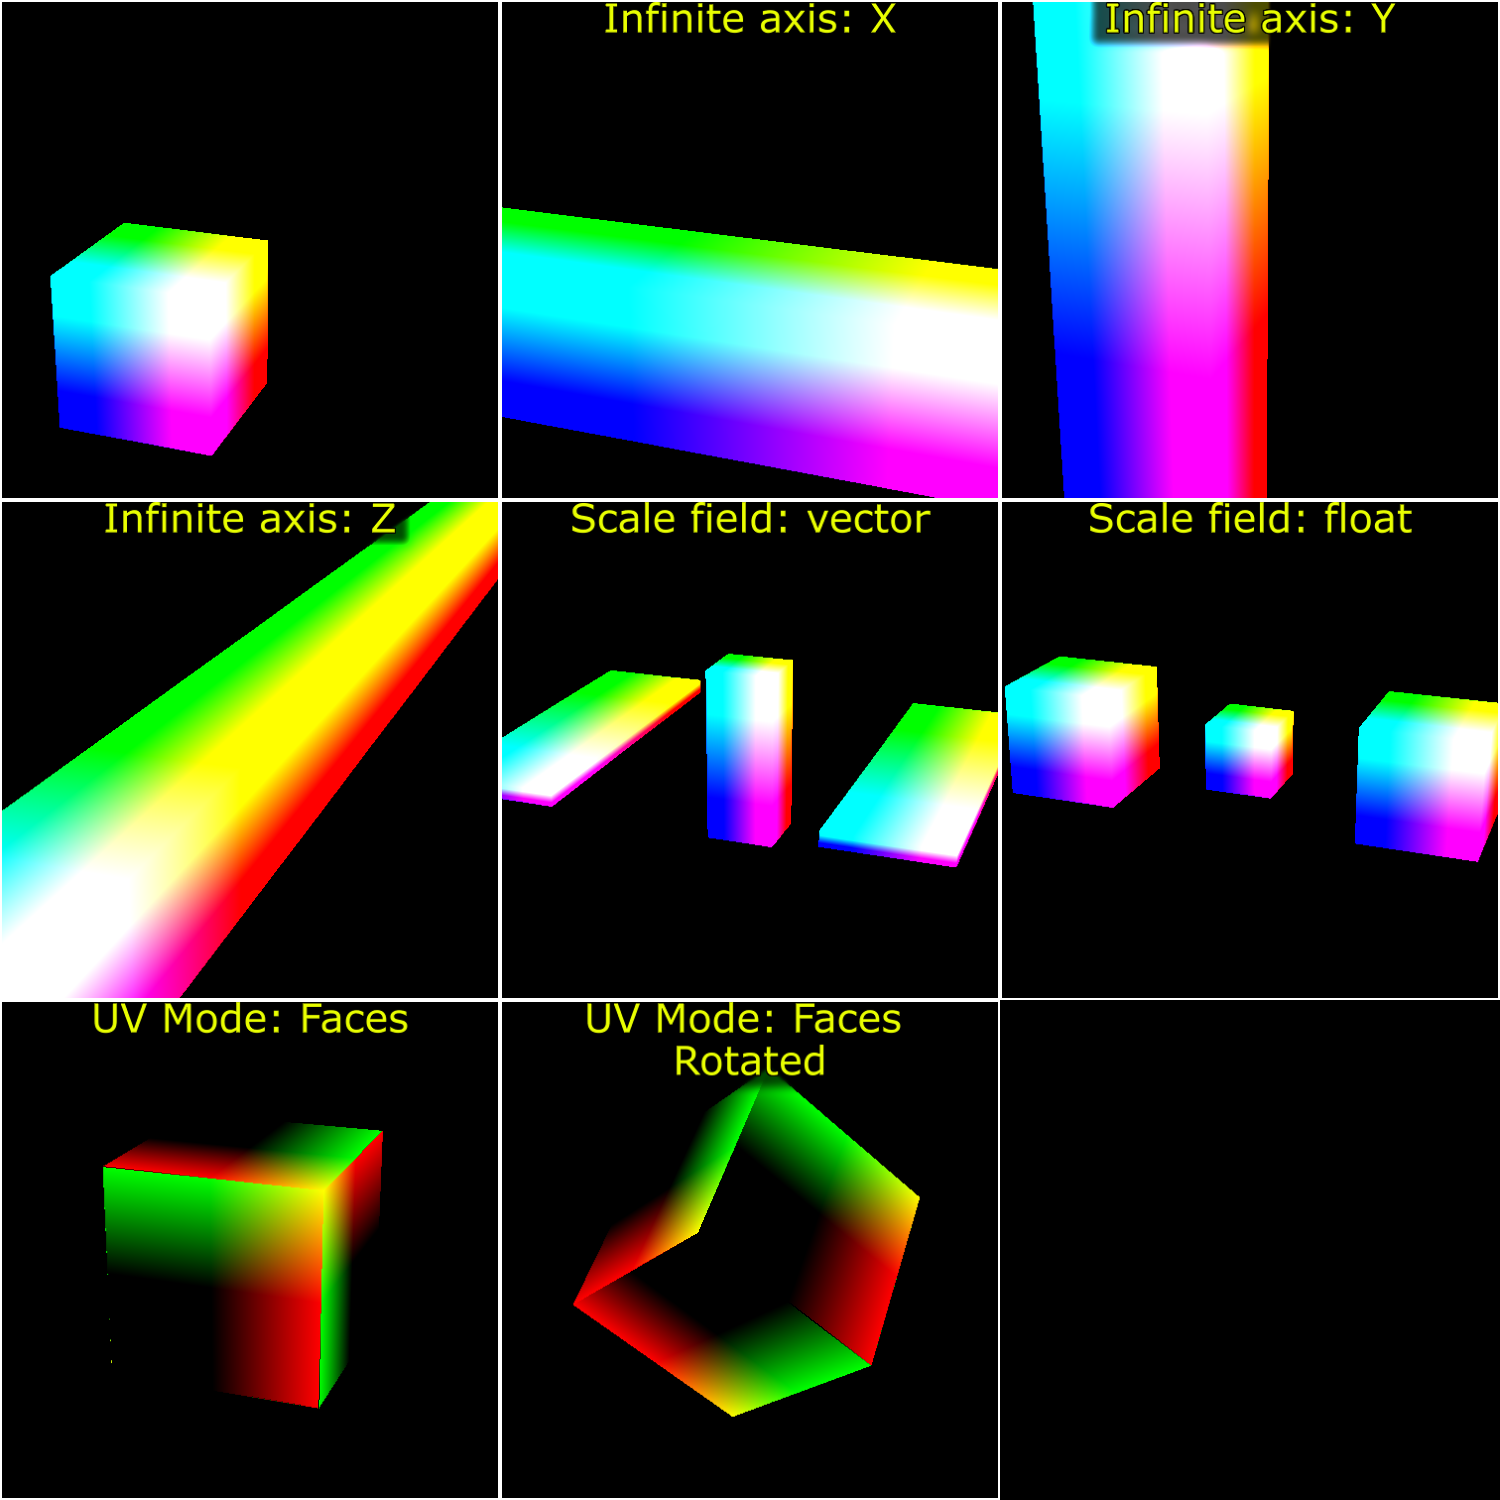 Infinite axis: X
Infinite axis: Y
Infinite axis: Z
Scale field: vector
Scale field: float
UV Mode: Faces
UV Mode: Faces
Rotated